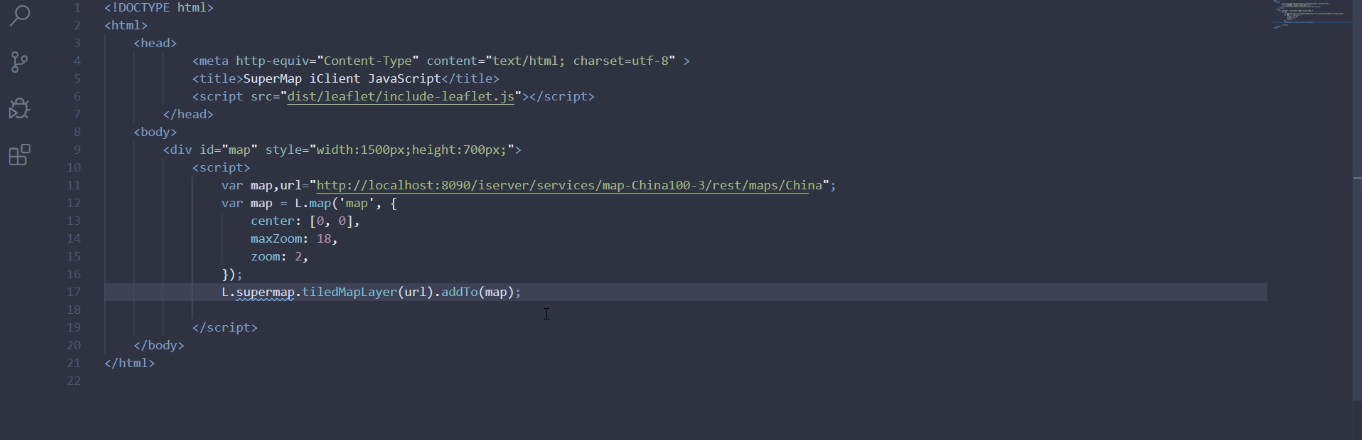 1 <!DOCTYPE html>
2 <html>
3 <head>
4 <meta http-equiv="Content-Type" content="text/html; charset=utf-8" >
5 <title>SuperMap iClient JavaScript</title>
6 <script src="dist/leaflet/include-leaflet.js"></script>
7 </head>
8 <body>
9 <div id="map" style="width:1500px;height:700px;">
10 <script>
11 var map,url="http://localhost:8090/iserver/services/map-China100-3/rest/maps/China";
12 var map = L.map('map', {
13 center: [0, 0],
14 maxZoom: 18,
15 zoom: 2,
16 });
17 L.supermap.tiledMapLayer(url).addTo(map);
18
19 </script>
20 </body>
21 </html>
22